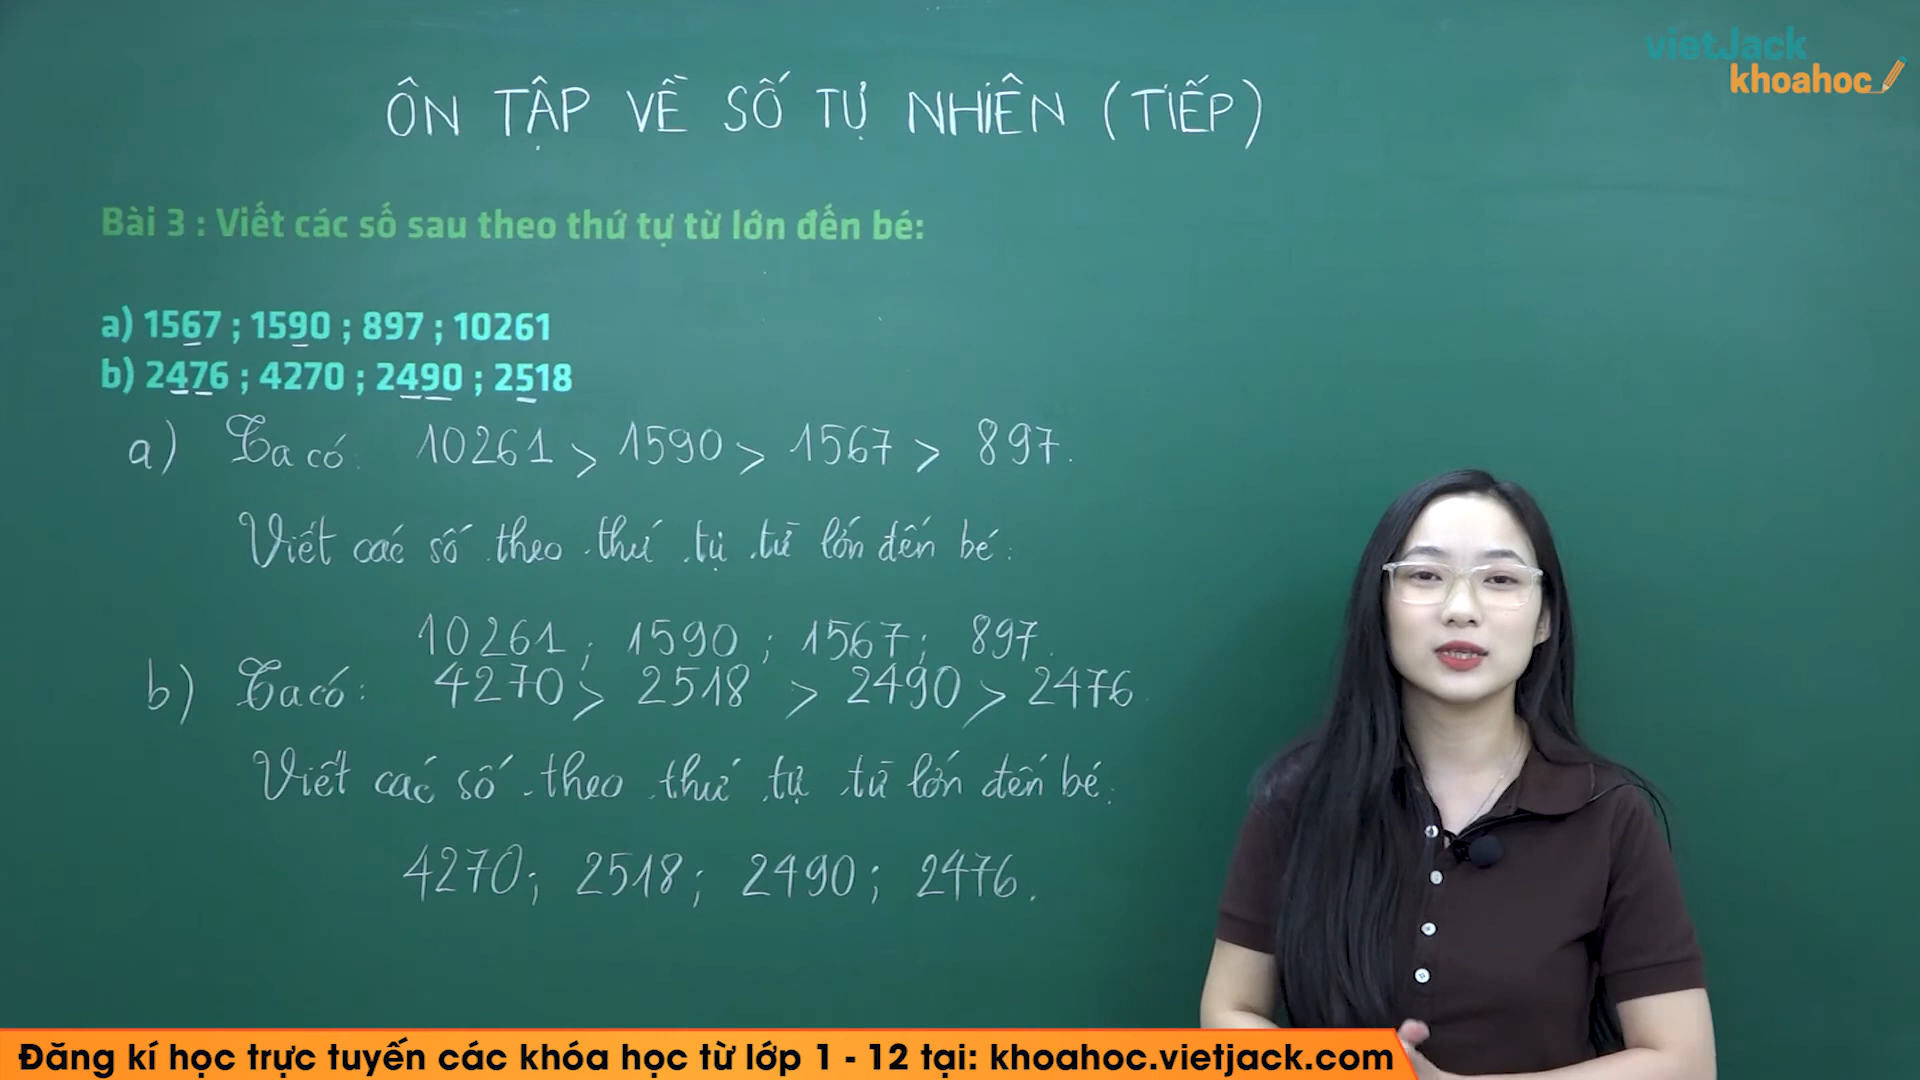 vietJack
khoahoc
ÔN TẬP VỀ SỐ TỰ NHIÊN (TIẾP)
Bài 3 : Viết các số sau theo thứ tự từ lớn đến bé:
a) 1567 ; 1590 ; 897 ; 10261
b) 2476 ; 4270 ; 2490 ; 2518
a) Ta có: 10261 > 1590 > 1567 > 897.
Viết các số theo thứ tự từ lớn đến bé:
10261; 1590; 1567; 897.
b) Ta có: 4270 > 2518 > 2490 > 2476.
Viết các số theo thứ tự từ lớn đến bé:
4270; 2518; 2490; 2476.
Đăng kí học trực tuyến các khóa học từ lớp 1 - 12 tại: khoahoc.vietjack.com